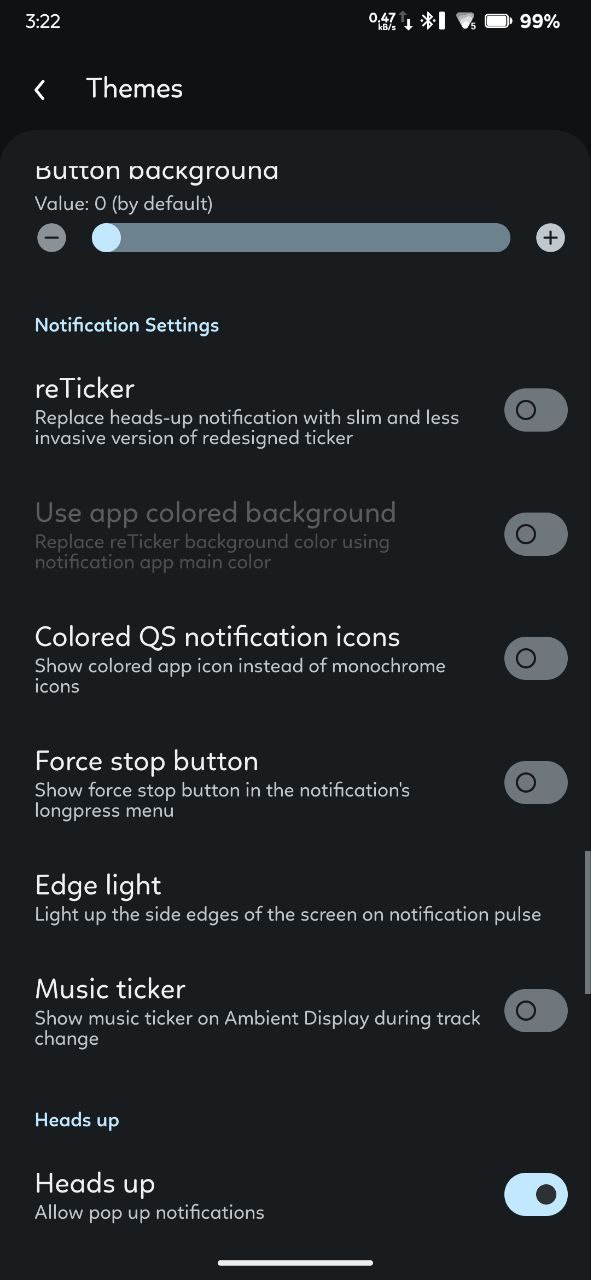 3:22
0.47
kB/s
5
99%
Themes
Button background
Value: 0 (by default)
Notification Settings
reTicker
Replace heads-up notification with slim and less
invasive version of redesigned ticker
Use app colored background
Replace reTicker background color using
notification app main color
Colored QS notification icons
Show colored app icon instead of monochrome
icons
Force stop button
Show force stop button in the notification's
longpress menu
Edge light
Light up the side edges of the screen on notification pulse
Music ticker
Show music ticker on Ambient Display during track
change
Heads up
Heads up
Allow pop up notifications